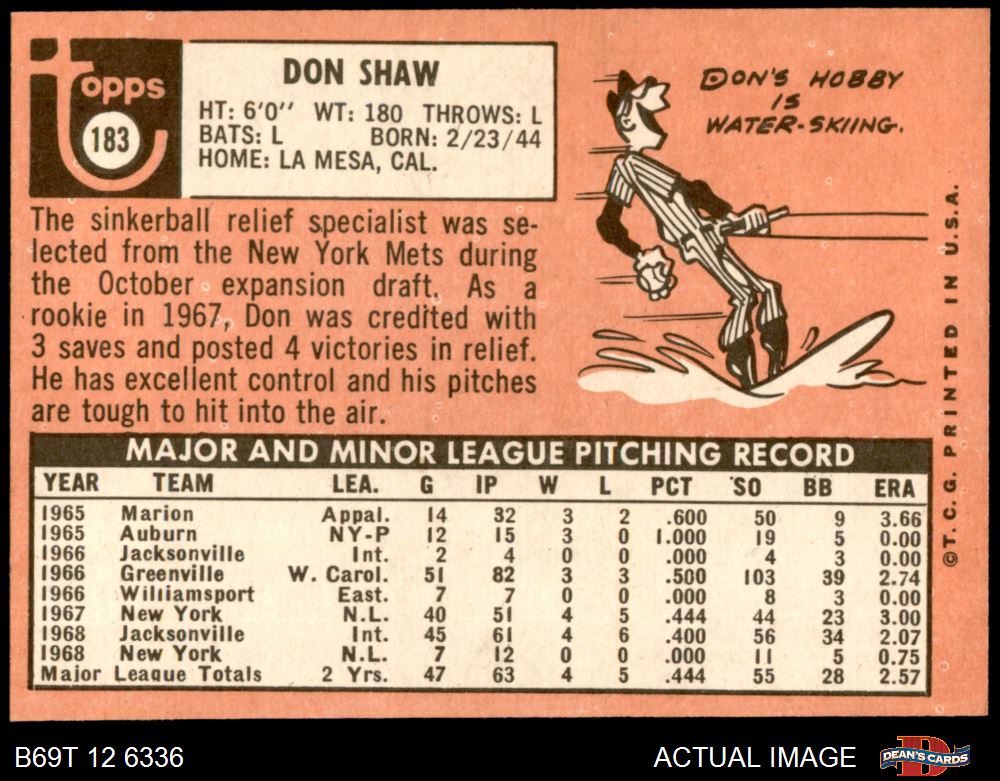 Topps
183
DON SHAW
HT: 6'0'' WT: 180 THROWS: L
BATS: L BORN: 2/23/44
HOME: LA MESA, CAL.
DON'S HOBBY
IS
WATER-SKIING.
The sinkerball relief specialist was se-
lected from the New York Mets during
the October expansion draft. As a
rookie in 1967, Don was credited with
3 saves and posted 4 victories in relief.
He has excellent control and his pitches
are tough to hit into the air.
MAJOR AND MINOR LEAGUE PITCHING RECORD
YEAR TEAM LEA. G IP W L PCT SO BB ERA
1965 Marion Appal. 14 32 3 2 .600 50 9 3.66
1965 Auburn NY-P 12 15 3 0 1.000 19 5 0.00
1966 Jacksonville Int. 2 4 0 0 .000 4 3 0.00
1966 Greenville W. Carol. 51 82 3 3 .500 103 39 2.74
1966 Williamsport East. 7 7 0 0 .000 8 3 0.00
1967 New York N.L. 40 51 4 5 .444 44 23 3.00
1968 Jacksonville Int. 45 61 4 6 .400 56 34 2.07
1968 New York N.L. 7 12 0 0 .000 11 5 0.75
Major League Totals 2 Yrs. 47 63 4 5 .444 55 28 2.57
©T.C.G. PRINTED IN U.S.A.
B69T 12 6336
ACTUAL IMAGE
D
DEAN'S CARDS